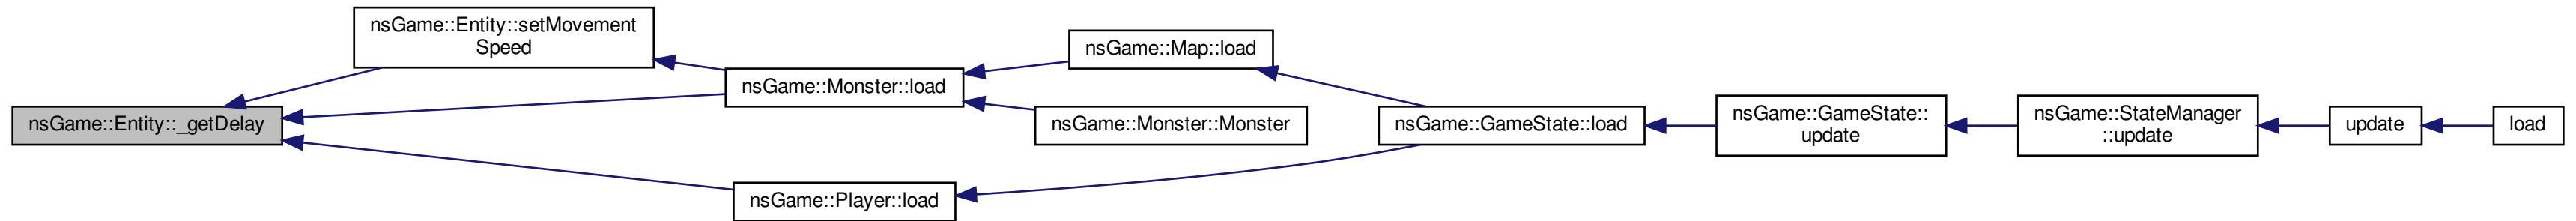 nsGame::Entity::_getDelay
nsGame::Entity::setMovement
Speed
nsGame::Monster::load
nsGame::Player::load
nsGame::Map::load
nsGame::Monster::Monster
nsGame::GameState::load
nsGame::GameState::
update
nsGame::StateManager
::update
update
load